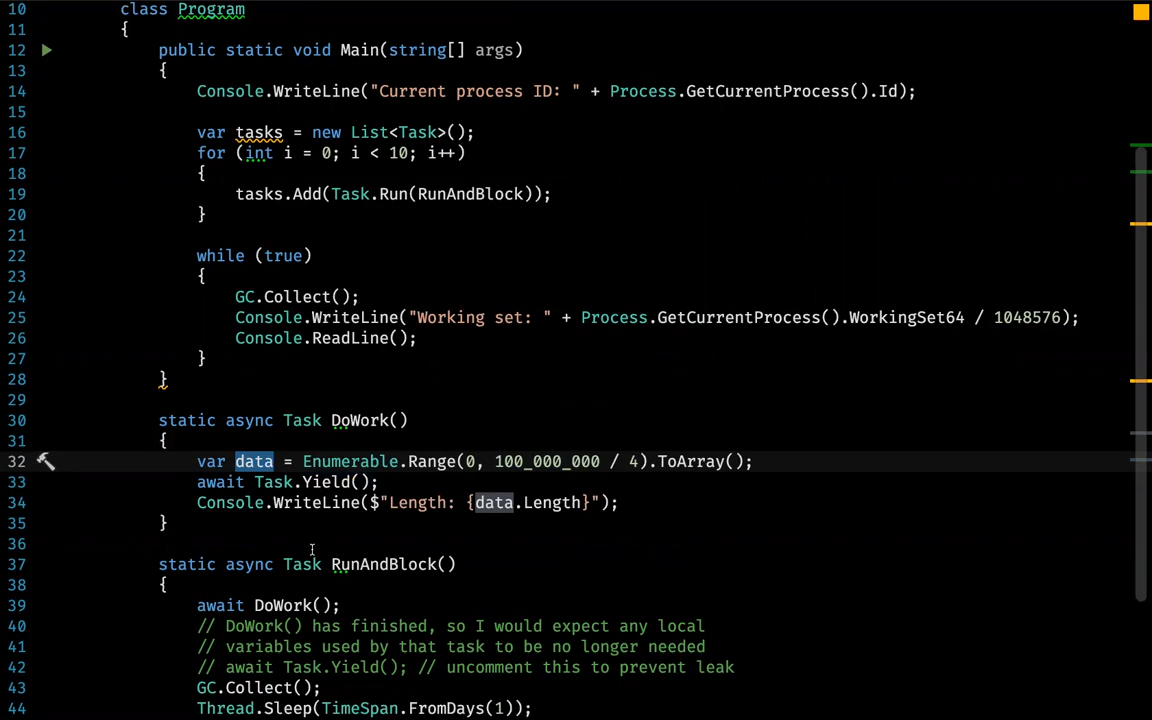 10 class Program
11 {
12 public static void Main(string[] args)
13 {
14 Console.WriteLine("Current process ID: " + Process.GetCurrentProcess().Id);
15
16 var tasks = new List<Task>();
17 for (int i = 0; i < 10; i++)
18 {
19 tasks.Add(Task.Run(RunAndBlock));
20 }
21
22 while (true)
23 {
24 GC.Collect();
25 Console.WriteLine("Working set: " + Process.GetCurrentProcess().WorkingSet64 / 1048576);
26 Console.ReadLine();
27 }
28 }
29
30 static async Task DoWork()
31 {
32 var data = Enumerable.Range(0, 100_000_000 / 4).ToArray();
33 await Task.Yield();
34 Console.WriteLine($"Length: {data.Length}");
35 }
36
37 static async Task RunAndBlock()
38 {
39 await DoWork();
40 // DoWork() has finished, so I would expect any local
41 // variables used by that task to be no longer needed
42 // await Task.Yield(); // uncomment this to prevent leak
43 GC.Collect();
44 Thread.Sleep(TimeSpan.FromDays(1));